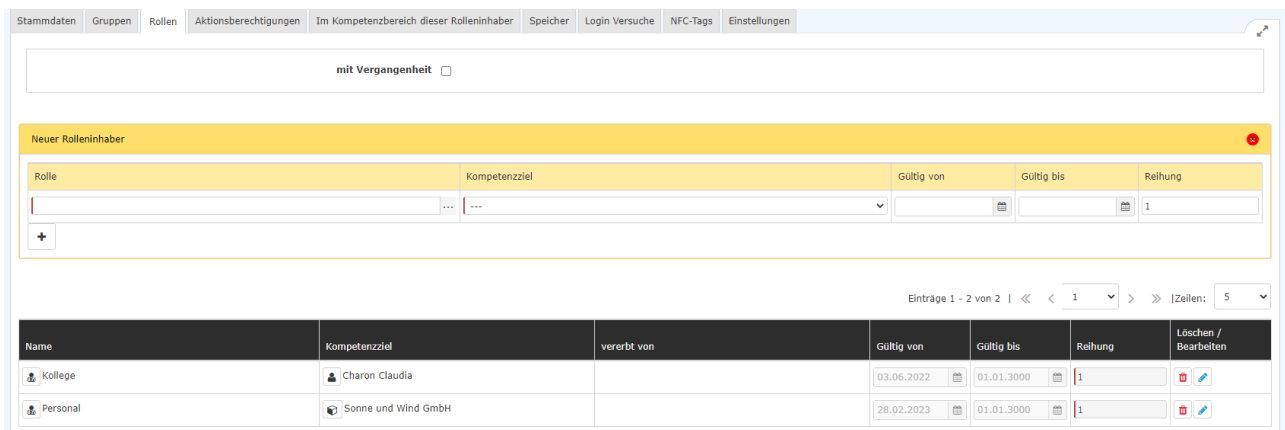 Stammdaten Gruppen Rollen Aktionsberechtigungen Im Kompetenzbereich dieser Rolleninhaber Speicher Login Versuche NFC-Tags Einstellungen
mit Vergangenheit
Neuer Rolleninhaber
Rolle Kompetenzziel Gültig von Gültig bis Reihung
... --- 1
+
Einträge 1 - 2 von 2 | « < 1 > » |Zeilen: 5
Name Kompetenzziel vererbt von Gültig von Gültig bis Reihung Löschen /
Bearbeiten
Kollege Charon Claudia 03.06.2022 01.01.3000 1
Personal Sonne und Wind GmbH 28.02.2023 01.01.3000 1